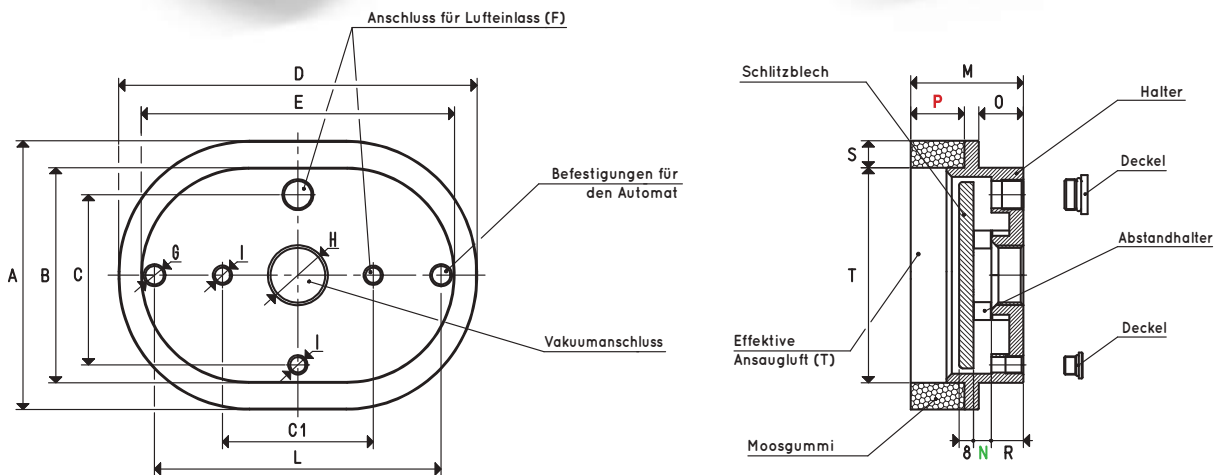 Anschluss für Lufteinlass (F)
D
E
A
B
C
G
I
H
I
C1
L
Befestigungen für
den Automat
Vakuumanschluss
Schlitzblech
M
P
O
Halter
S
Deckel
T
Abstandhalter
Effektive
Ansaugluft (T)
Deckel
Moosgummi
8
N
R